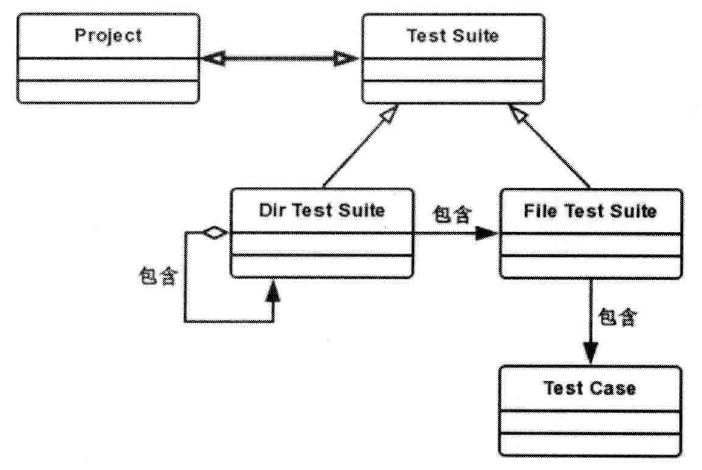 Project
Test Suite
Dir Test Suite
包含
File Test Suite
包含
包含
Test Case